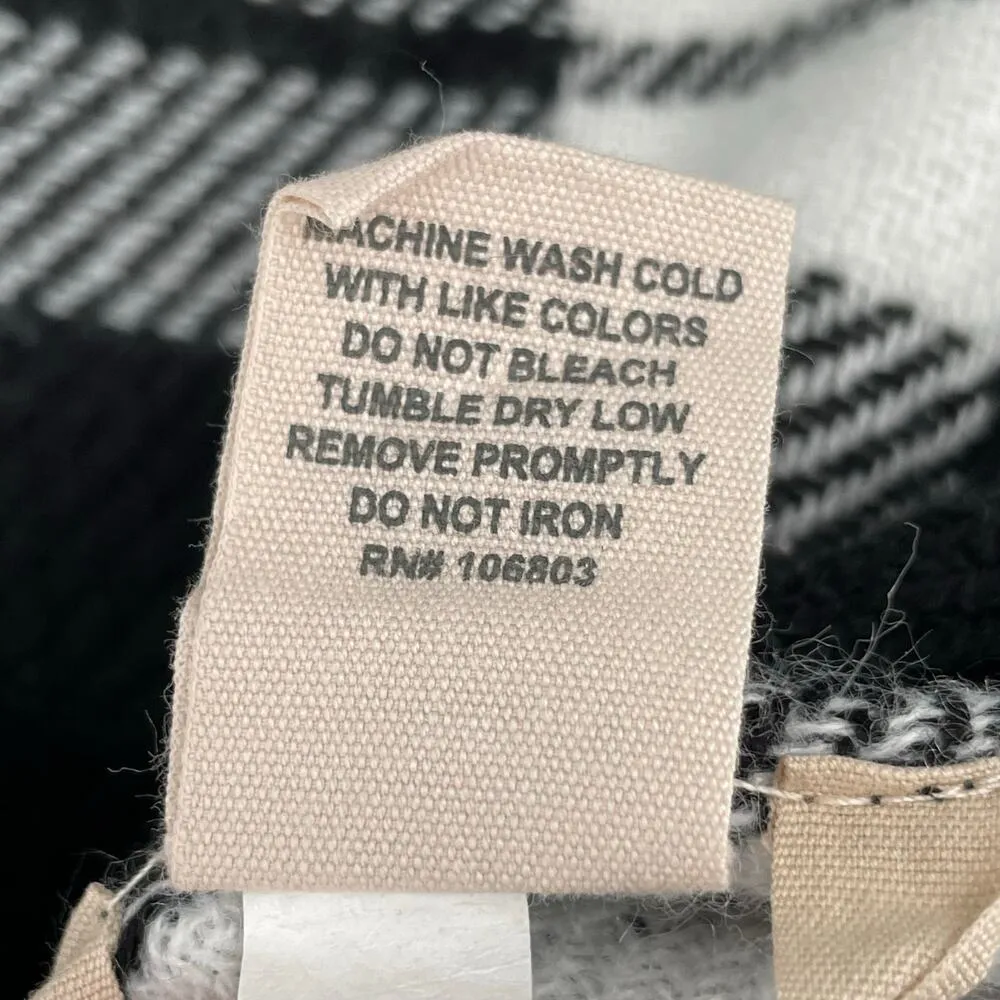 MACHINE WASH COLD
WITH LIKE COLORS
DO NOT BLEACH
TUMBLE DRY LOW
REMOVE PROMPTLY
DO NOT IRON
RN# 106803